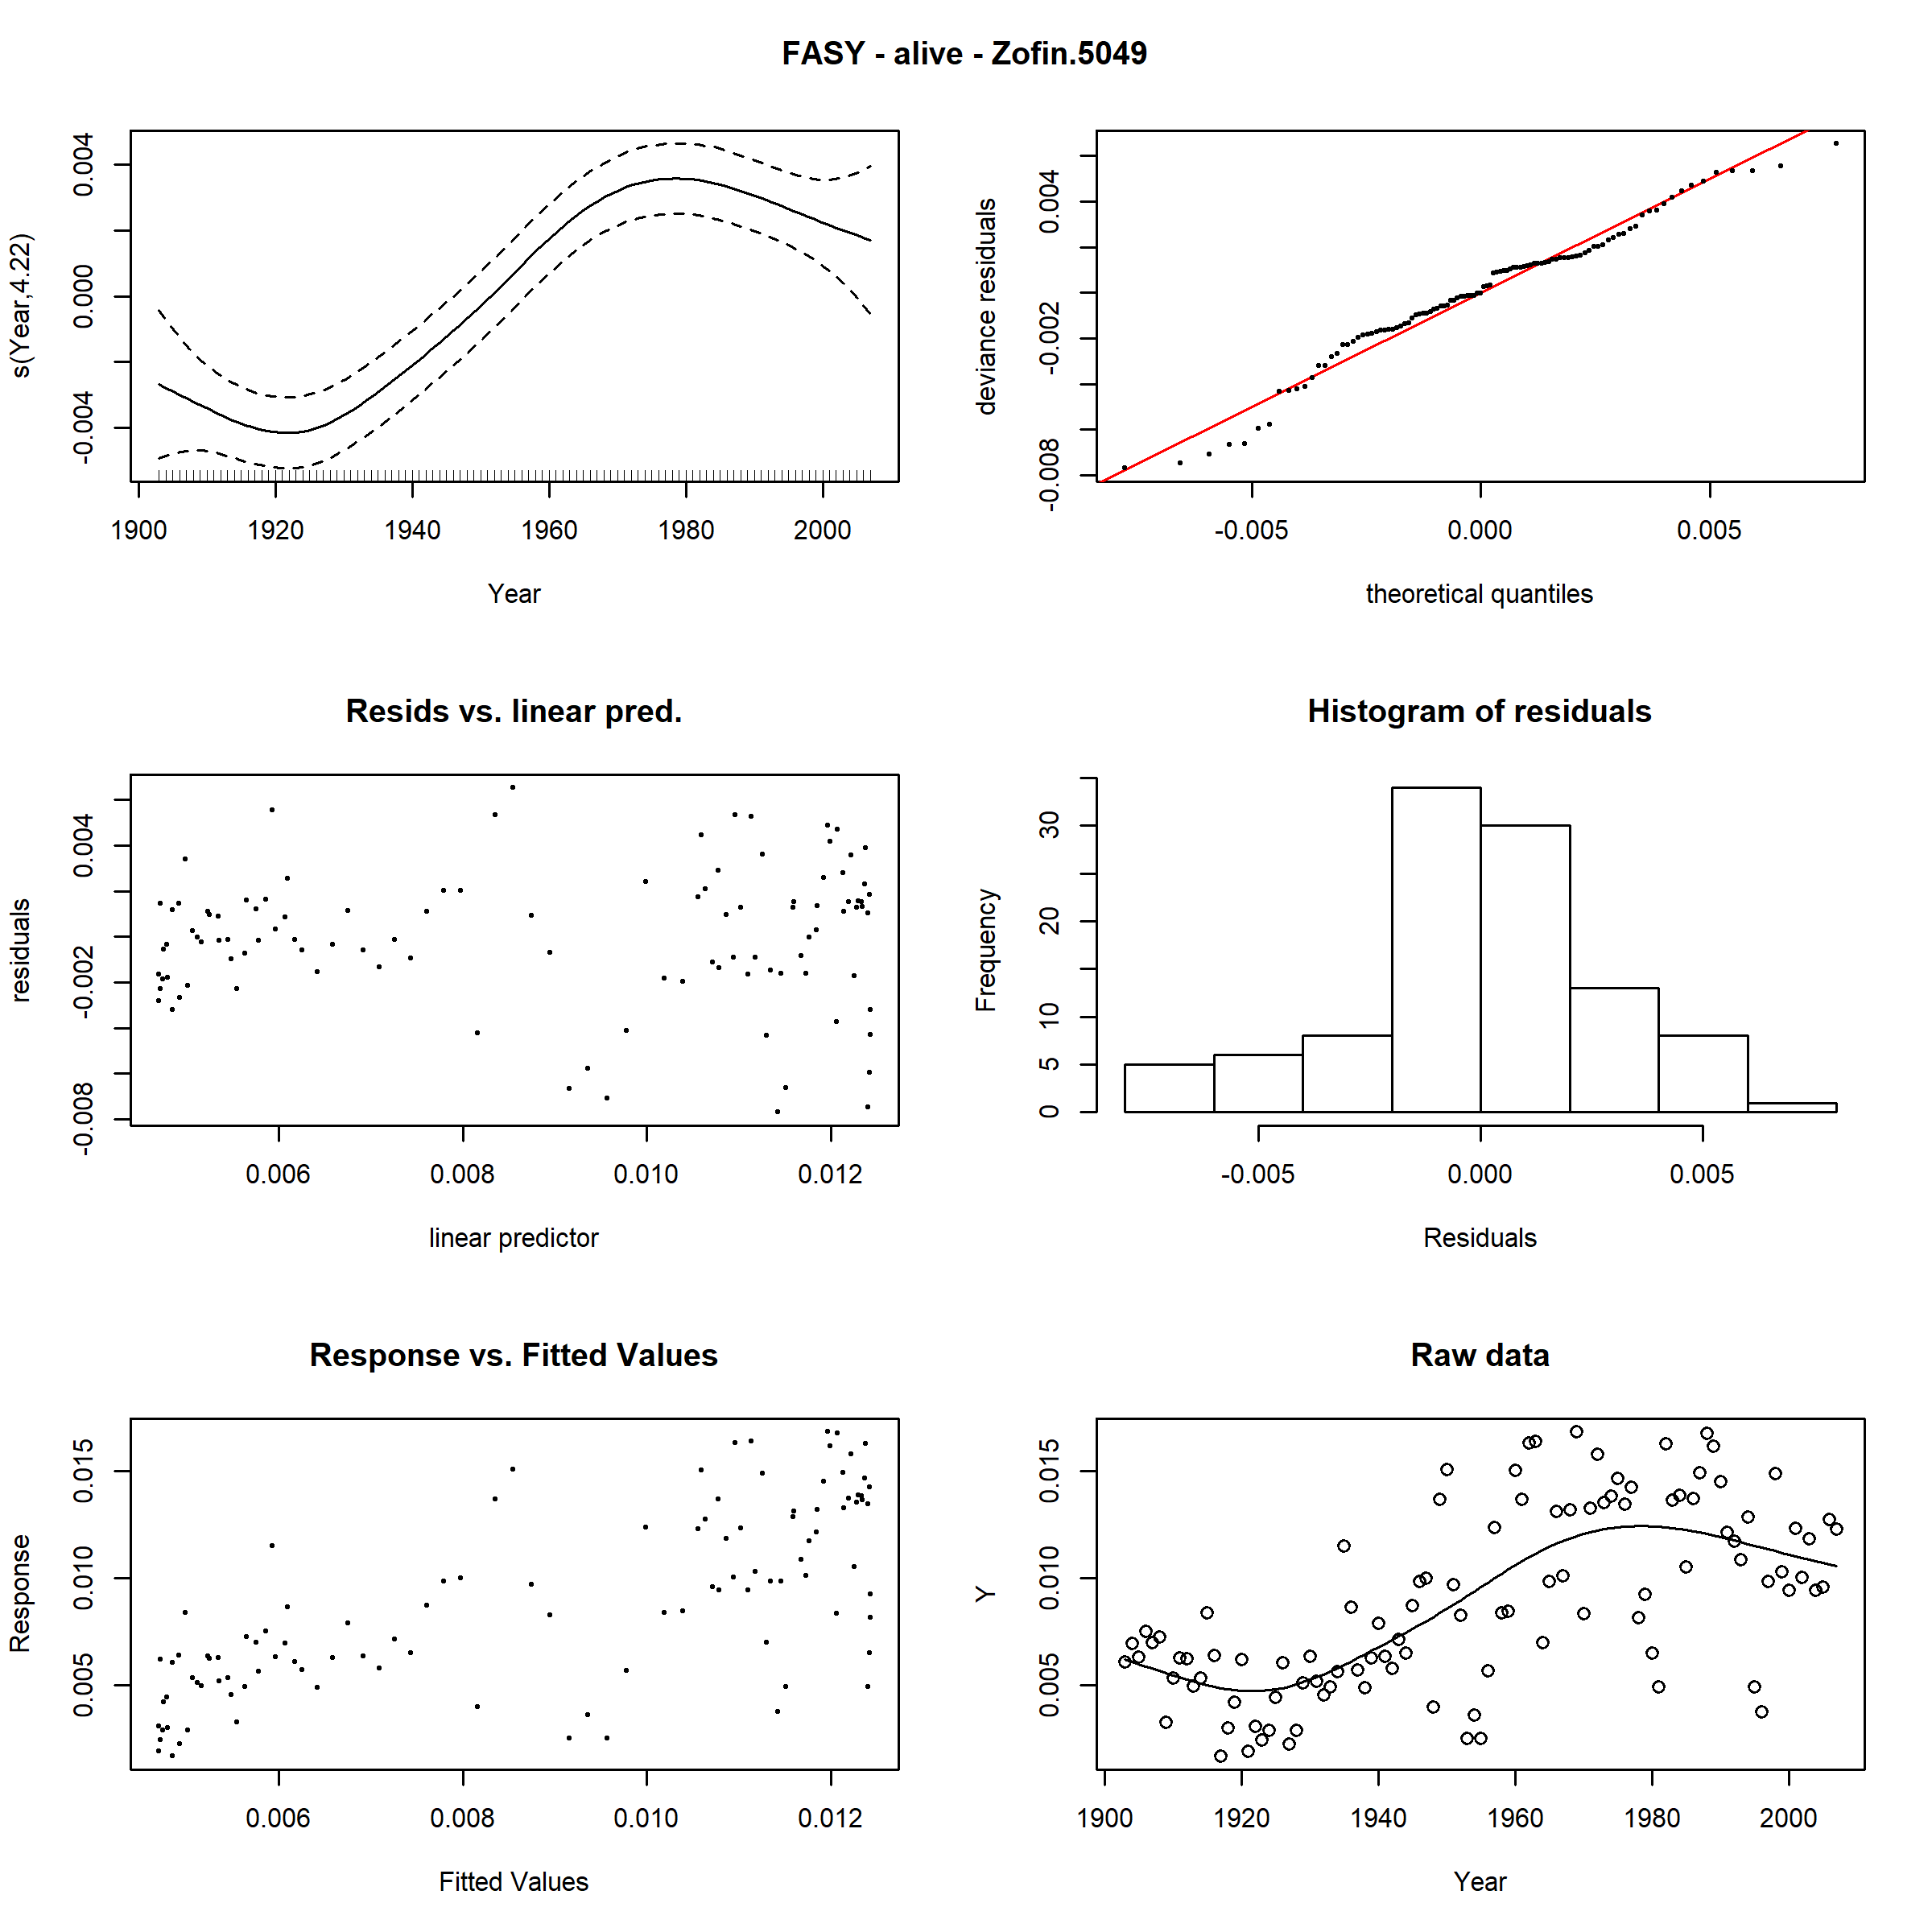 FASY - alive - Zofin.5049
s(Year,4.22)
-0.004 0.000 0.004
1900 1920 1940 1960 1980 2000
Year
deviance residuals
-0.008 -0.002 0.004
-0.005 0.000 0.005
theoretical quantiles
Resids vs. linear pred.
residuals
-0.008 -0.002 0.004
0.006 0.008 0.010 0.012
linear predictor
Histogram of residuals
Frequency
0 5 10 20 30
-0.005 0.000 0.005
Residuals
Response vs. Fitted Values
Response
0.005 0.010 0.015
0.006 0.008 0.010 0.012
Fitted Values
Raw data
Y
0.005 0.010 0.015
1900 1920 1940 1960 1980 2000
Year